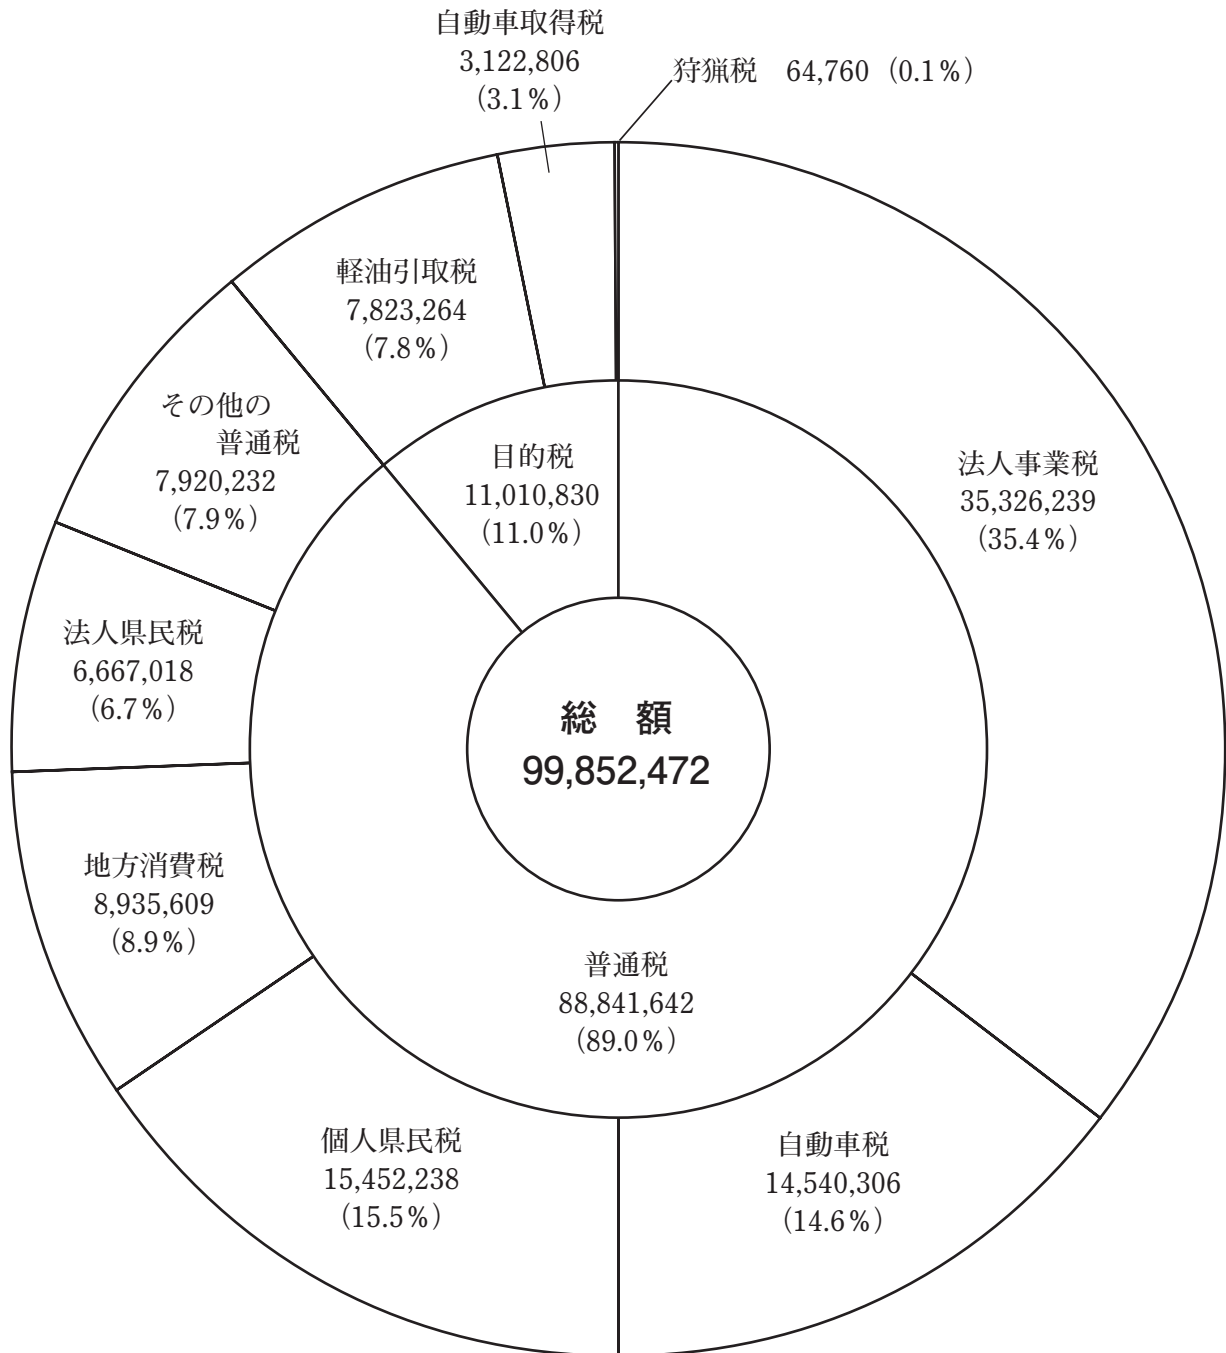 自動車取得税
3,122,806
（3.1％）
狩猟税　64,760（0.1％）
軽油引取税
7,823,264
（7.8％）
その他の
普通税
7,920,232
（7.9％）
目的税
11,010,830
（11.0％）
法人事業税
35,326,239
（35.4％）
法人県民税
6,667,018
（6.7％）
総　額
99,852,472
地方消費税
8,935,609
（8.9％）
普通税
88,841,642
（89.0％）
個人県民税
15,452,238
（15.5％）
自動車税
14,540,306
（14.6％）